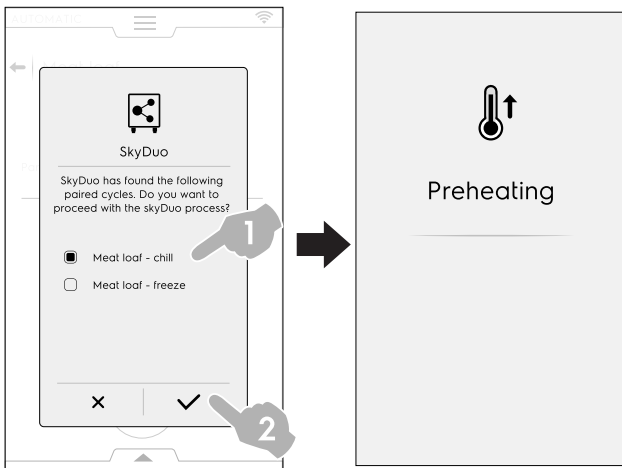 AUTOMATIC
SkyDuo
SkyDuo has found the following
paired cycles. Do you want to
proceed with the skyDuo process?
1
Meat loaf - chill
Meat loaf - freeze
2
Preheating